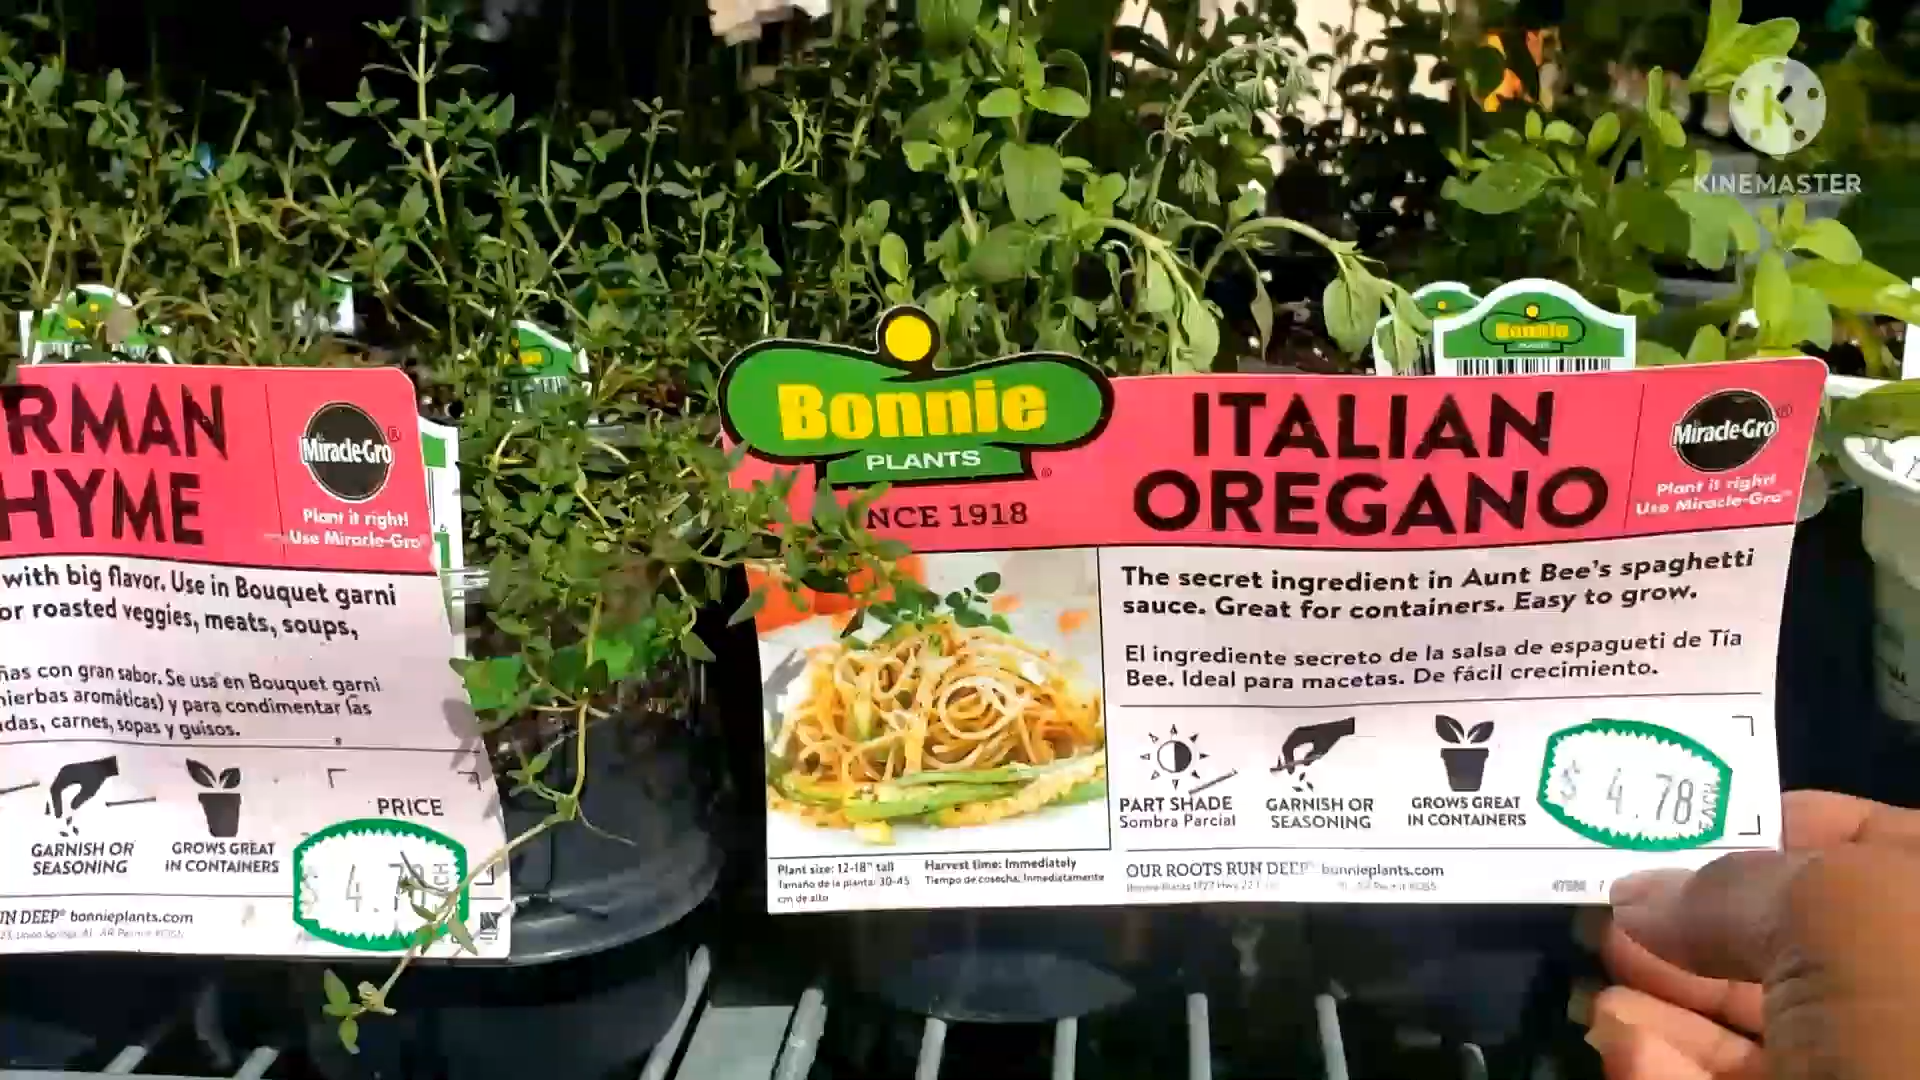 KINEMASTER
RMAN
HYME
Miracle-Gro®
Plant it right!
Use Miracle-Gro®
with big flavor. Use in Bouquet garni
or roasted veggies, meats, soups,
ñas con gran sabor. Se usa en Bouquet garni
hierbas aromáticas) y para condimentar las
das, carnes, sopas y guisos.
GARNISH OR
SEASONING
GROWS GREAT
IN CONTAINERS
PRICE
$ 4.7
N DEEP® bonnieplants.com
Bonnie
PLANTS®
NCE 1918
ITALIAN
OREGANO
Miracle-Gro®
Plant it right!
Use Miracle-Gro®
The secret ingredient in Aunt Bee's spaghetti
sauce. Great for containers. Easy to grow.
El ingrediente secreto de la salsa de espagueti de Tía
Bee. Ideal para macetas. De fácil crecimiento.
PART SHADE
Sombra Parcial
GARNISH OR
SEASONING
GROWS GREAT
IN CONTAINERS
$ 4.78 EACH
Plant size: 12-18" tall
Tamaño de la planta: 30-45
cm de alto
Harvest time: Immediately
Tiempo de cosecha: Inmediatamente
OUR ROOTS RUN DEEP® bonnieplants.com
Bonnie
PLANTS